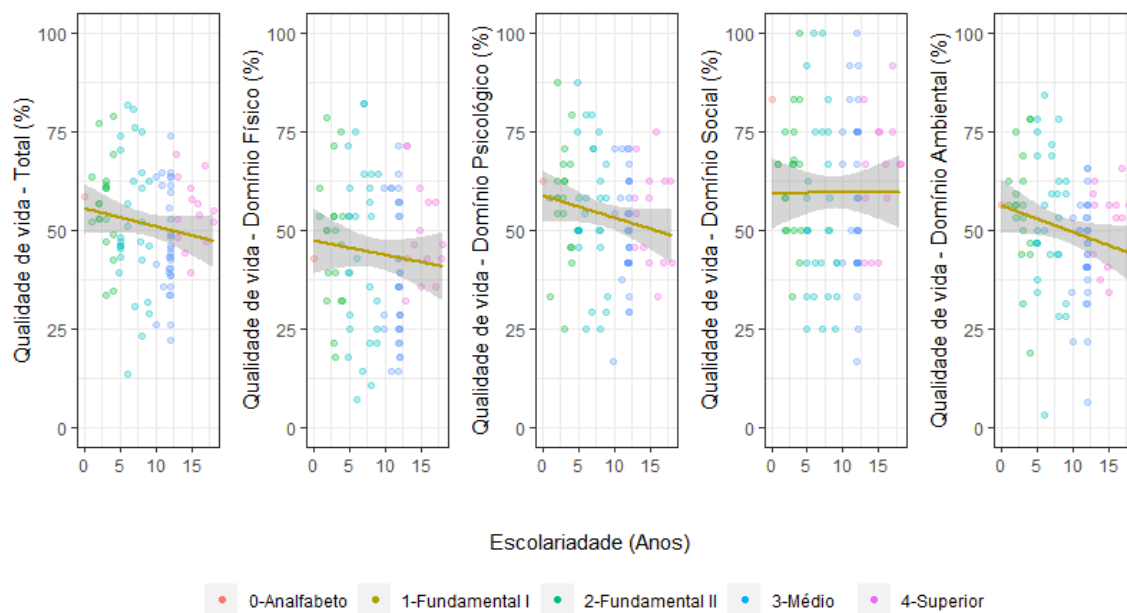 Qualidade de vida - Total (%)
100
75
50
25
0
0 5 10 15
Qualidade de vida - Domínio Físico (%)
100
75
50
25
0
0 5 10 15
Qualidade de vida - Domínio Psicológico (%)
100
75
50
25
0
0 5 10 15
Qualidade de vida - Domínio Social (%)
100
75
50
25
0
0 5 10 15
Qualidade de vida - Domínio Ambiental (%)
100
75
50
25
0
0 5 10 15
Escolariadade (Anos)
0-Analfabeto 1-Fundamental I 2-Fundamental II 3-Médio 4-Superior